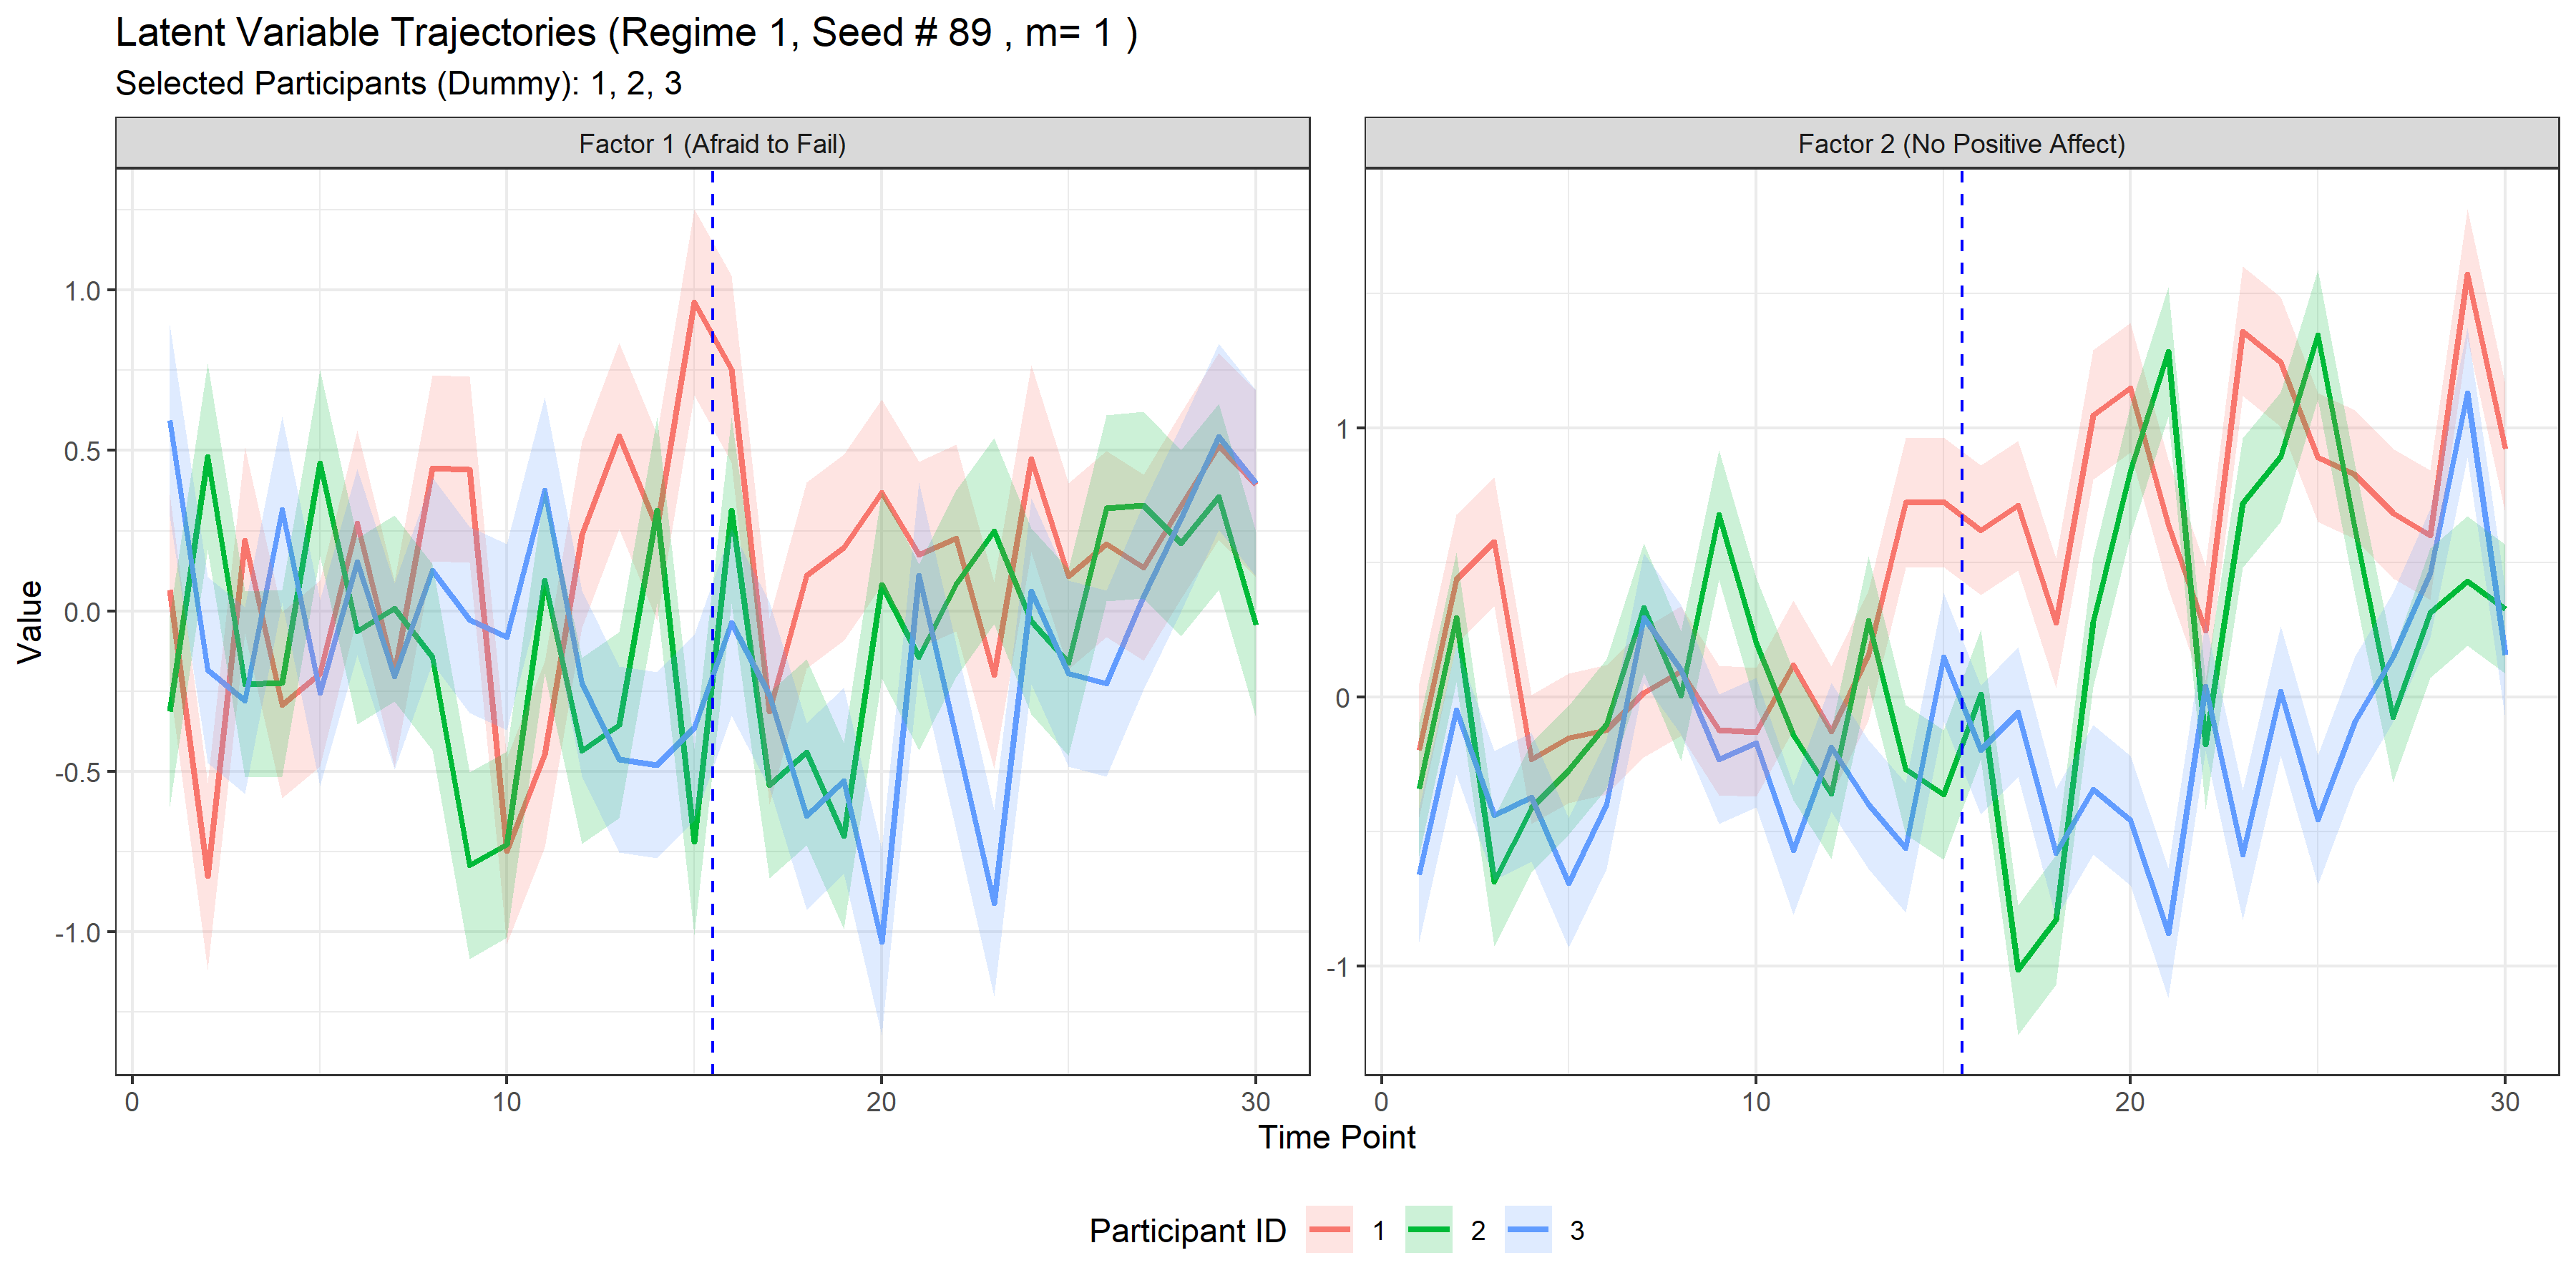 Latent Variable Trajectories (Regime 1, Seed # 89 , m= 1 )
Selected Participants (Dummy): 1, 2, 3
Factor 1 (Afraid to Fail)
Factor 2 (No Positive Affect)
Value
1.0
0.5
0.0
-0.5
-1.0
1
0
-1
0 10 20 30
0 10 20 30
Time Point
Participant ID 1 2 3